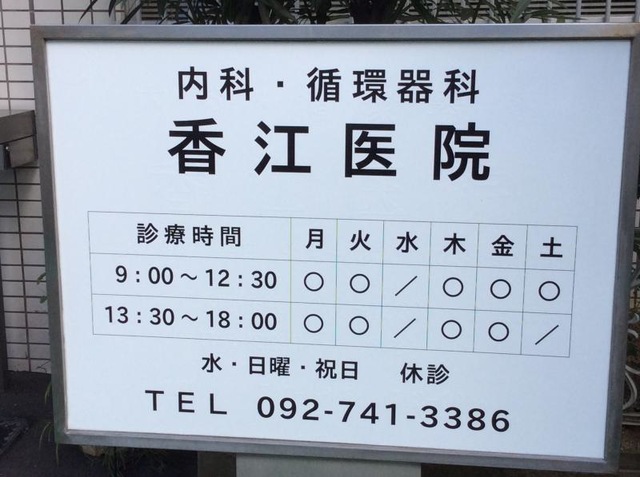 内科・循環器科
香江医院
診療時間 月 火 水 木 金 土
9:00～12:30 ○ ○ ／ ○ ○ ○
13:30～18:00 ○ ○ ／ ○ ○ ／
水・日曜・祝日 休診
TEL 092-741-3386